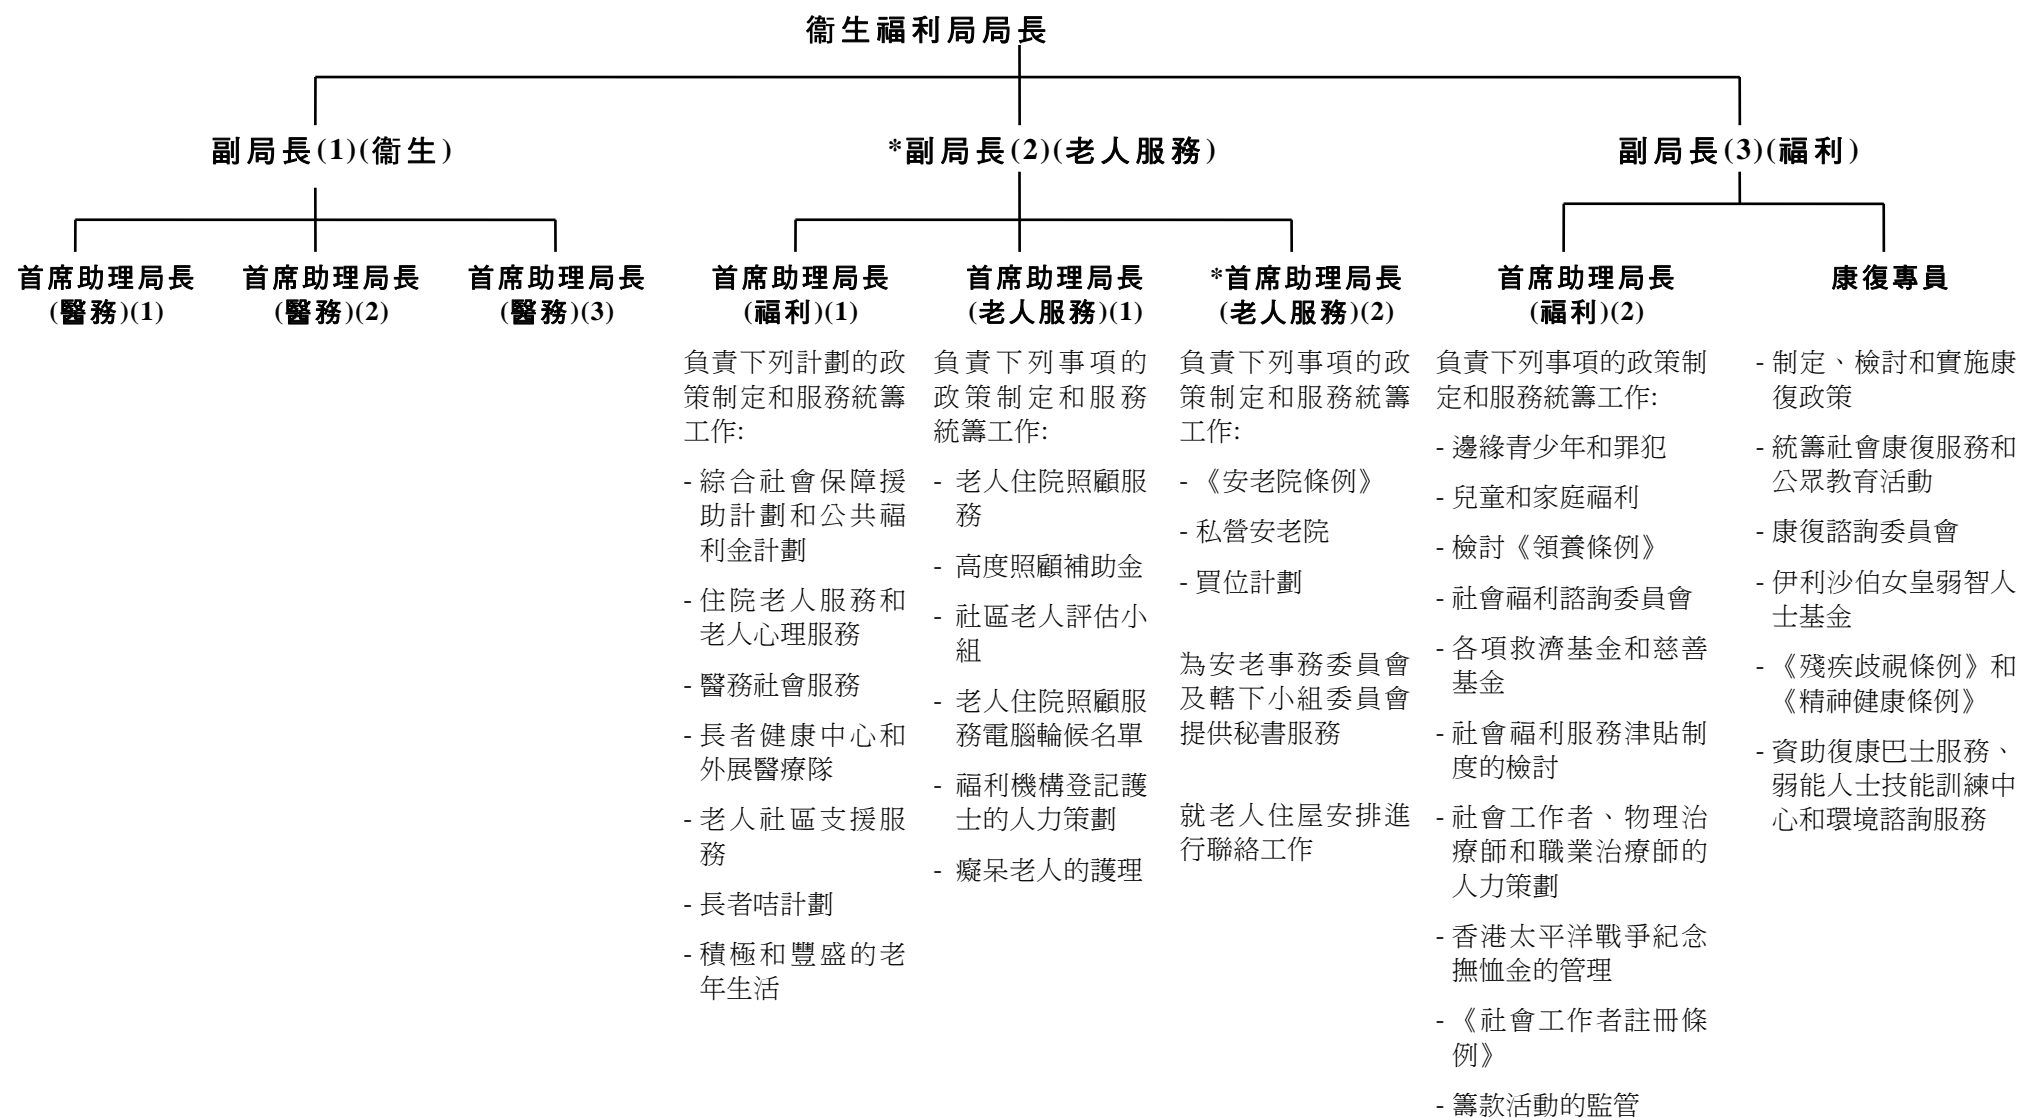 衞生福利局局長
副局長(1)(衞生)
*副局長(2)(老人服務)
副局長(3)(福利)
首席助理局長
(醫務)(1)
首席助理局長
(醫務)(2)
首席助理局長
(醫務)(3)
首席助理局長
(福利)(1)
首席助理局長
(老人服務)(1)
*首席助理局長
(老人服務)(2)
首席助理局長
(福利)(2)
康復專員
負責下列計劃的政
策制定和服務統籌
工作:
- 綜合社會保障援
助計劃和公共福
利金計劃
- 住院老人服務和
老人心理服務
- 醫務社會服務
- 長者健康中心和
外展醫療隊
- 老人社區支援服
務
- 長者咭計劃
- 積極和豐盛的老
年生活
負責下列事項的
政策制定和服務
統籌工作:
- 老人住院照顧服
務
- 高度照顧補助金
- 社區老人評估小
組
- 老人住院照顧服
務電腦輪候名單
- 福利機構登記護
士的人力策劃
- 癡呆老人的護理
負責下列事項的政
策制定和服務統籌
工作:
- 《安老院條例》
- 私營安老院
- 買位計劃
為安老事務委員會
及轄下小組委員會
提供秘書服務
就老人住屋安排進
行聯絡工作
負責下列事項的政策制
定和服務統籌工作:
- 邊緣青少年和罪犯
- 兒童和家庭福利
- 檢討《領養條例》
- 社會福利諮詢委員會
- 各項救濟基金和慈善
基金
- 社會福利服務津貼制
度的檢討
- 社會工作者、物理治
療師和職業治療師的
人力策劃
- 香港太平洋戰爭紀念
撫恤金的管理
- 《社會工作者註冊條
例》
- 籌款活動的監管
- 制定、檢討和實施康
復政策
- 統籌社會康復服務和
公眾教育活動
- 康復諮詢委員會
- 伊利沙伯女皇弱智人
士基金
- 《殘疾歧視條例》和
《精神健康條例》
- 資助復康巴士服務、
弱能人士技能訓練中
心和環境諮詢服務